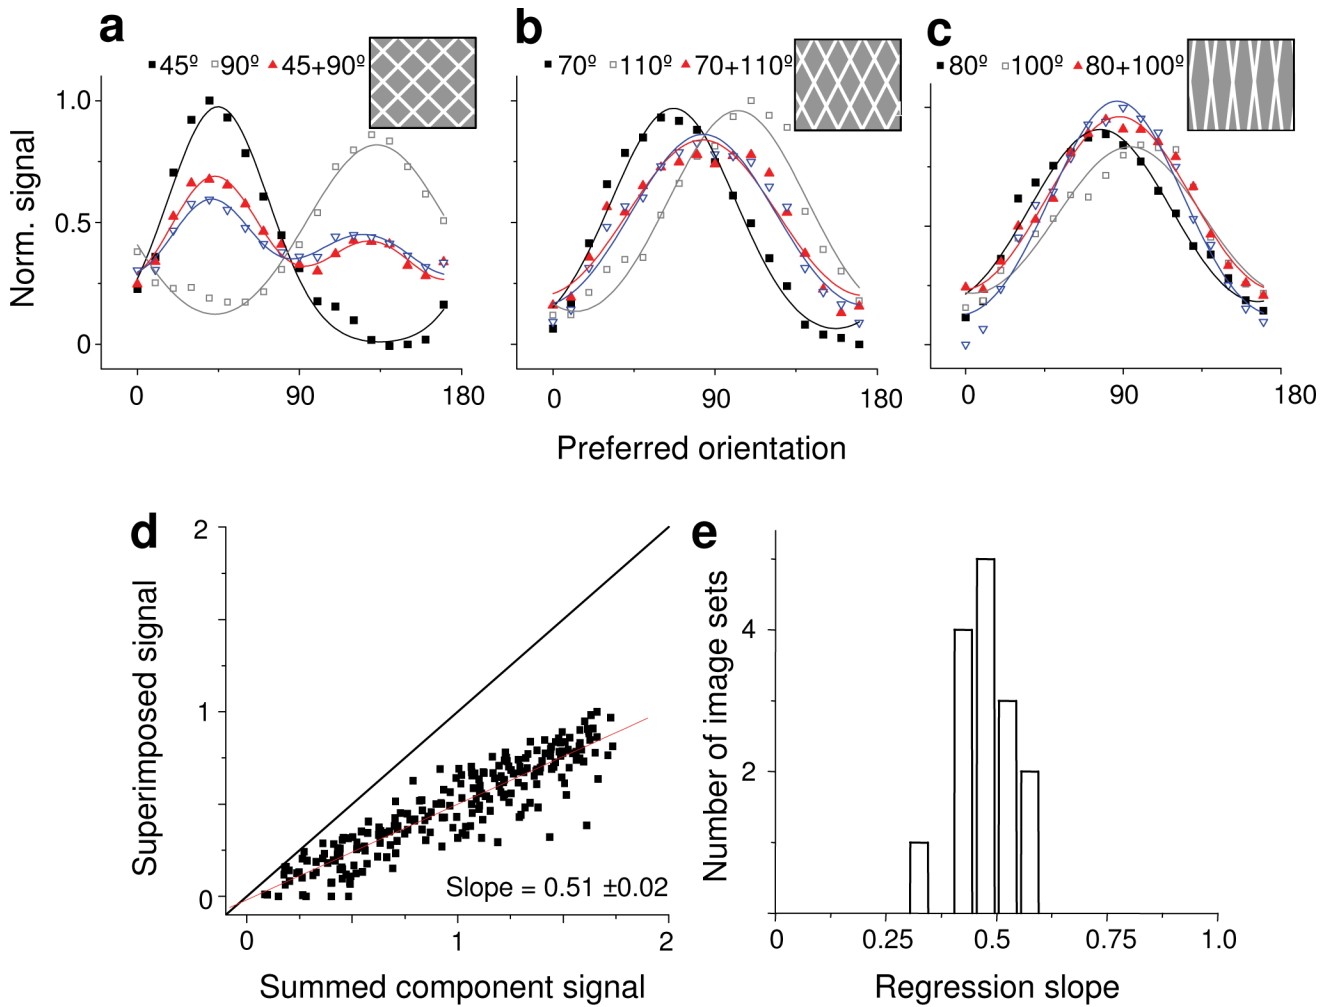 a
45º 90º 45+90º
b
70º 110º 70+110º
c
80º 100º 80+100º
Norm. signal
1.0
0.5
0
0 90 180
0 90 180
0 90 180
Preferred orientation
d
Superimposed signal
2
1
0
Slope = 0.51 ±0.02
0 1 2
Summed component signal
e
Number of image sets
4
2
0 0.25 0.5 0.75 1.0
Regression slope